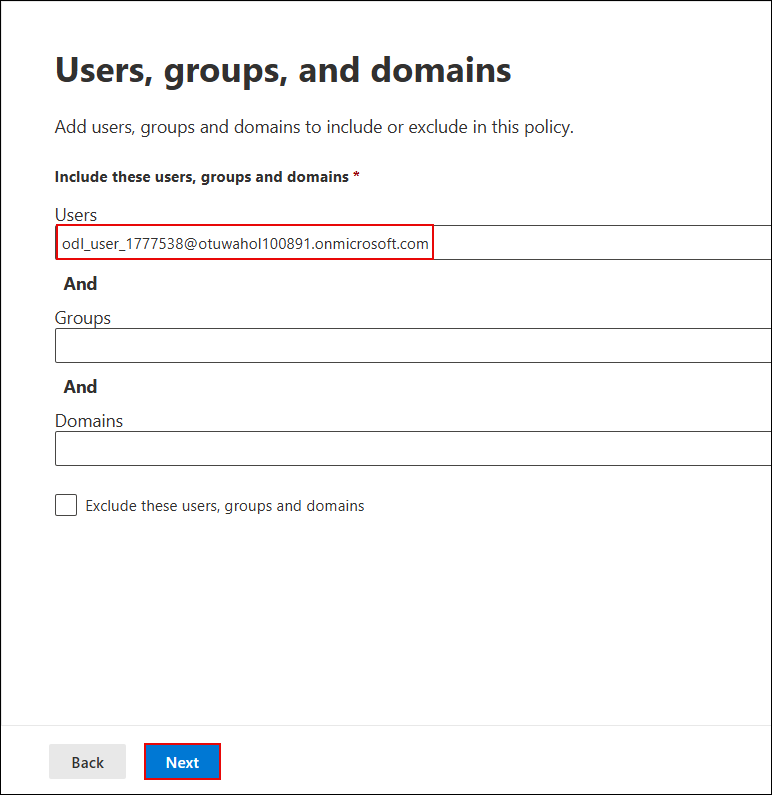 Users, groups, and domains
Add users, groups and domains to include or exclude in this policy.
Include these users, groups and domains *
Users
odl_user_1777538@otuwahol100891.onmicrosoft.com
And
Groups
And
Domains
Exclude these users, groups and domains
Back
Next